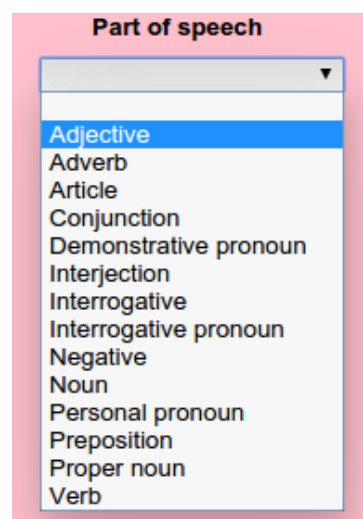 Part of speech
Adjective
Adverb
Article
Conjunction
Demonstrative pronoun
Interjection
Interrogative
Interrogative pronoun
Negative
Noun
Personal pronoun
Preposition
Proper noun
Verb